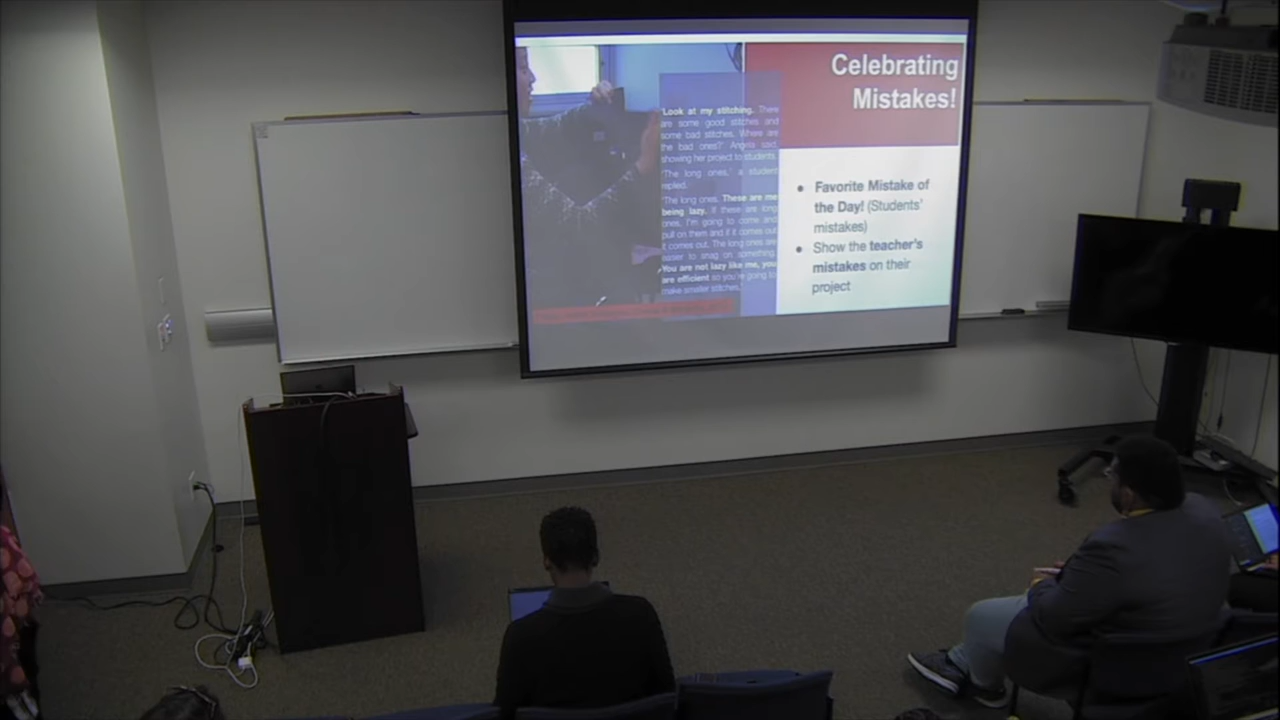 Celebrating
Mistakes!
'Look at my stitching. There
are some good stitches and
some bad stitches. Where are
the bad ones?' Angela said,
showing her project to students.
'The long ones,' a student
replied.
'The long ones. These are me
being lazy. If these are long
ones, I'm going to come and
pull on them and if it comes out
it comes out. The long ones are
easier to snag on something.
You are not lazy like me, you
are efficient so you're going to
make smaller stitches.'
• Favorite Mistake of
the Day! (Students'
mistakes)
• Show the teacher's
mistakes on their
project